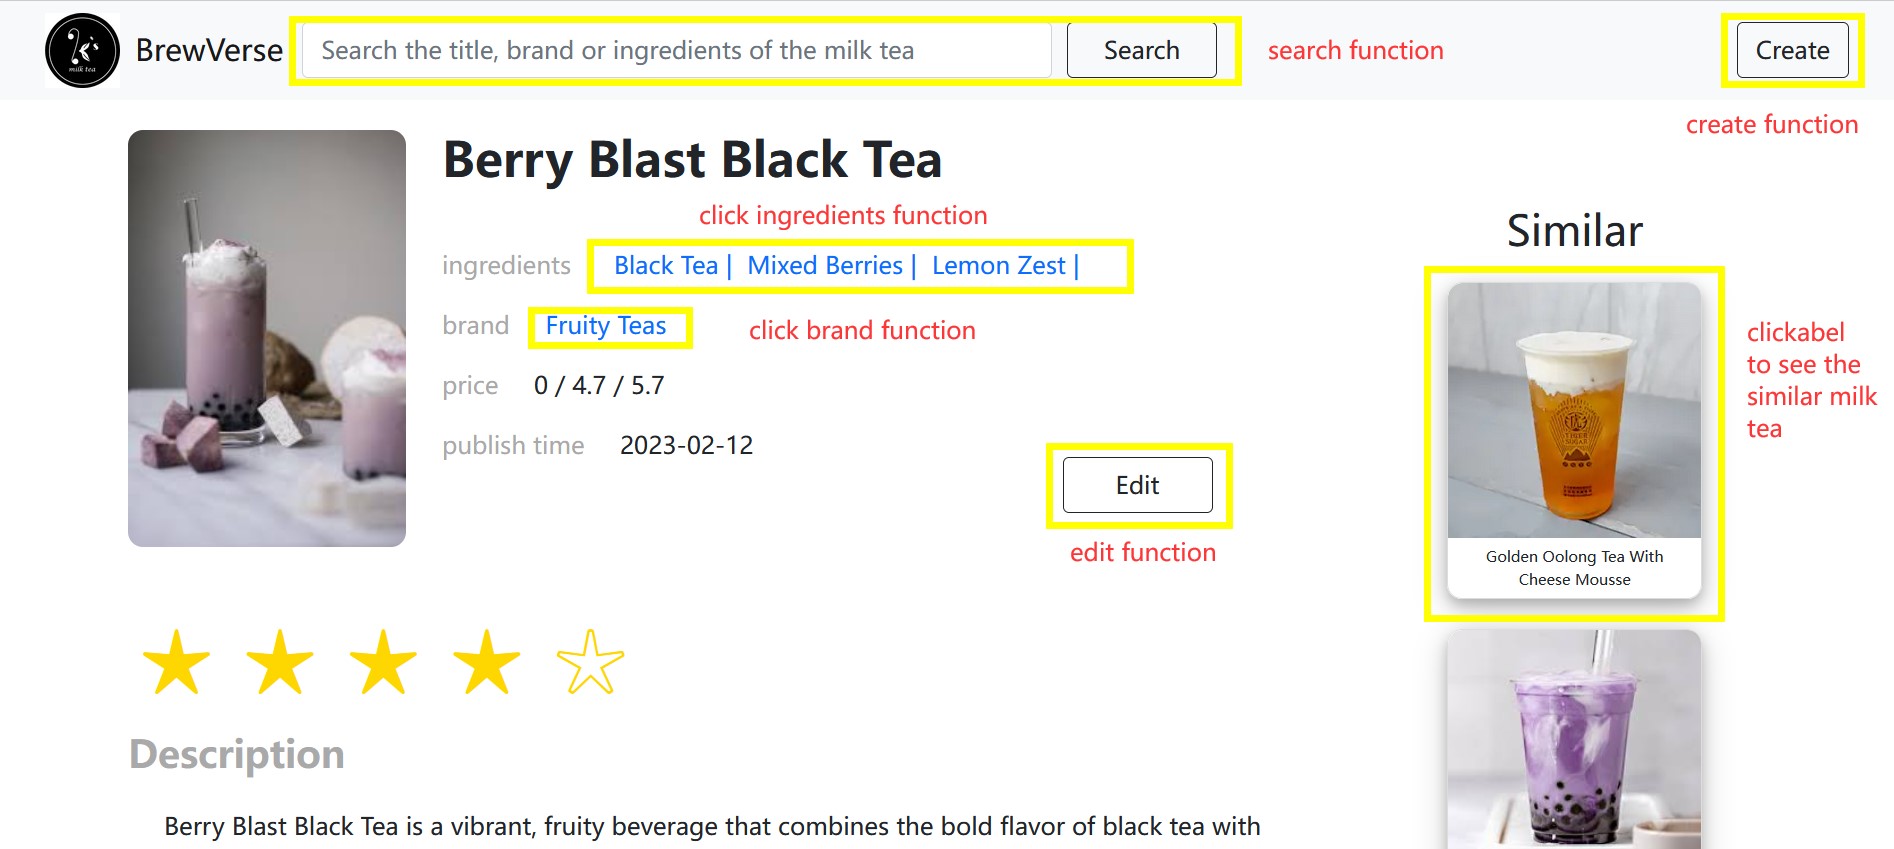 BrewVerse
Search the title, brand or ingredients of the milk tea
Search
search function
Create
create function
milk tea
Berry Blast Black Tea
click ingredients function
ingredients Black Tea | Mixed Berries | Lemon Zest |
brand Fruity Teas
click brand function
price 0 / 4.7 / 5.7
publish time 2023-02-12
Edit
edit function
Similar
TIGER
SUGAR
Golden Oolong Tea With
Cheese Mousse
clickabel
to see the
similar milk
tea
Description
Berry Blast Black Tea is a vibrant, fruity beverage that combines the bold flavor of black tea with